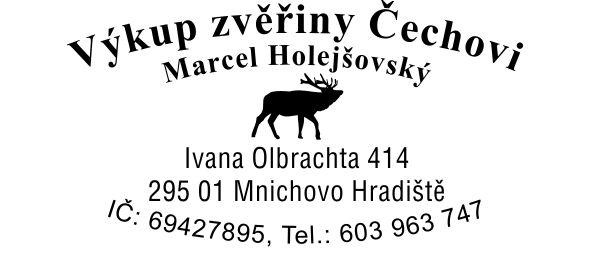 Výkup zvěřiny Čechovi
Marcel Holejšovský
Ivana Olbrachta 414
295 01 Mnichovo Hradiště
IČ: 69427895, Tel.: 603 963 747